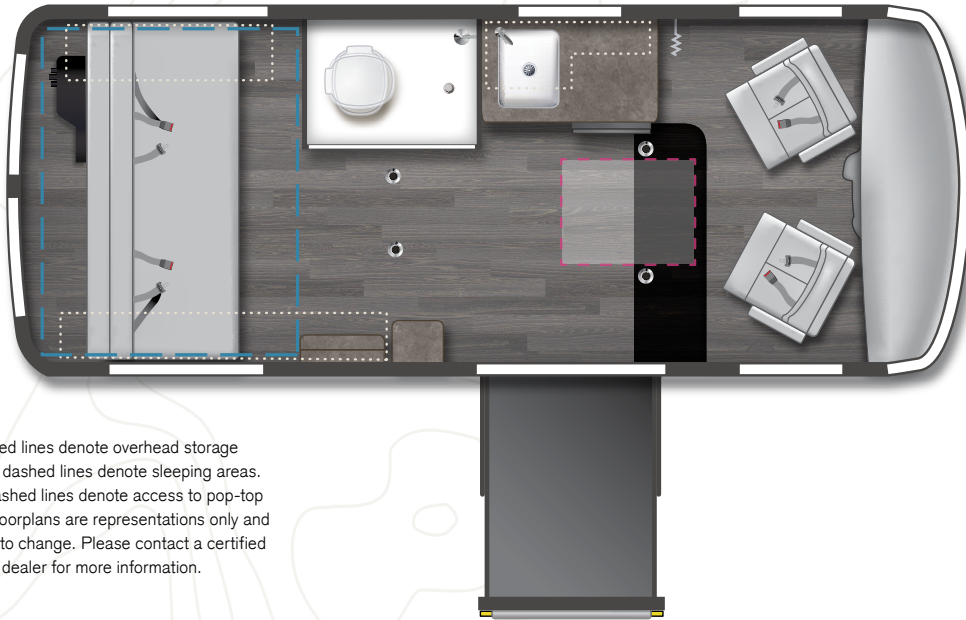 ed lines denote overhead storage
dashed lines denote sleeping areas.
ashed lines denote access to pop-top
oorplans are representations only and
to change. Please contact a certified
dealer for more information.